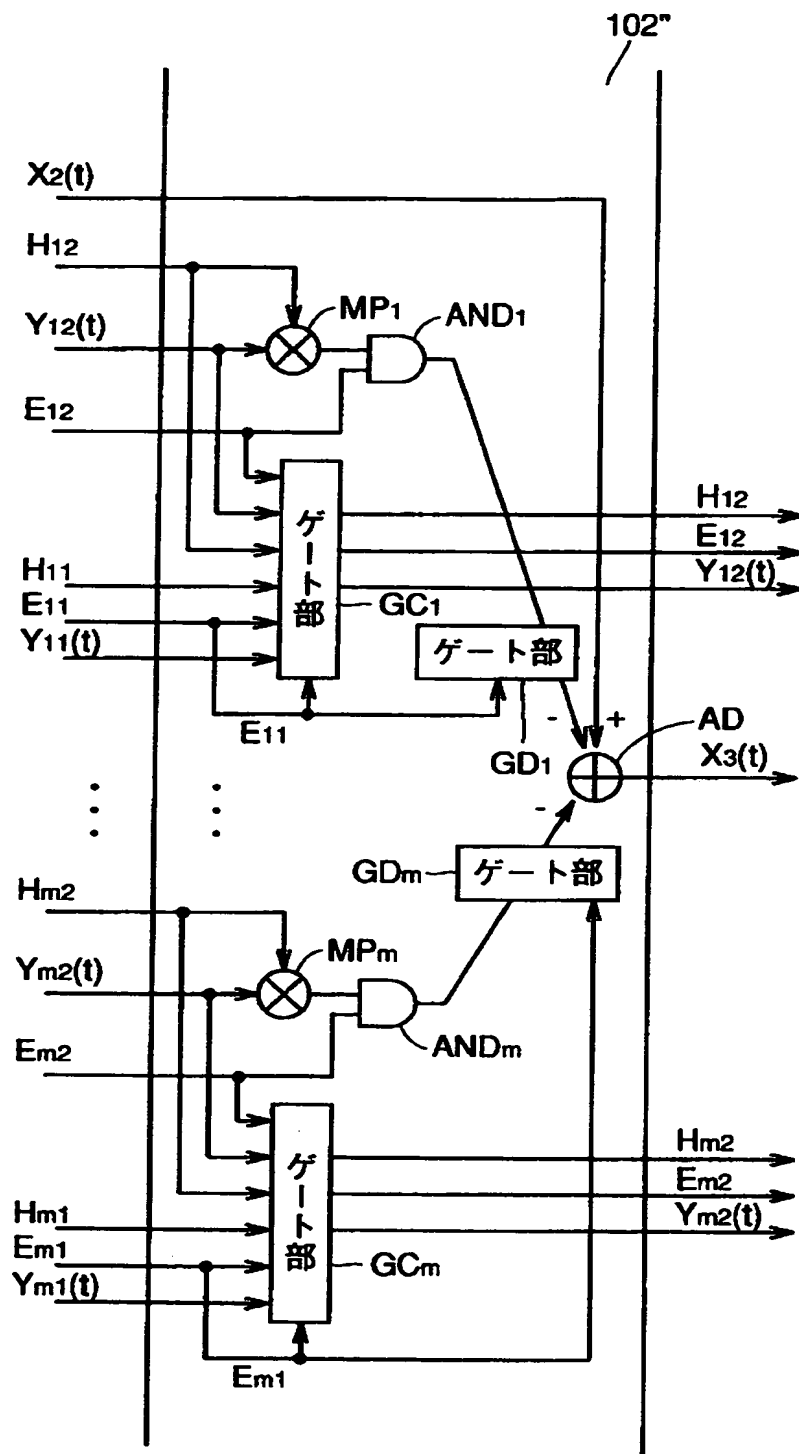 102"
X2(t)
H12
Y12(t)
MP1
AND1
E12
ゲート部
H12
E12
Y12(t)
H11
E11
Y11(t)
GC1
ゲート部
E11
GD1
-
+
AD
X3(t)
-
GDm
ゲート部
Hm2
Ym2(t)
MPm
ANDm
Em2
ゲート部
Hm2
Em2
Ym2(t)
Hm1
Em1
Ym1(t)
GCm
Em1